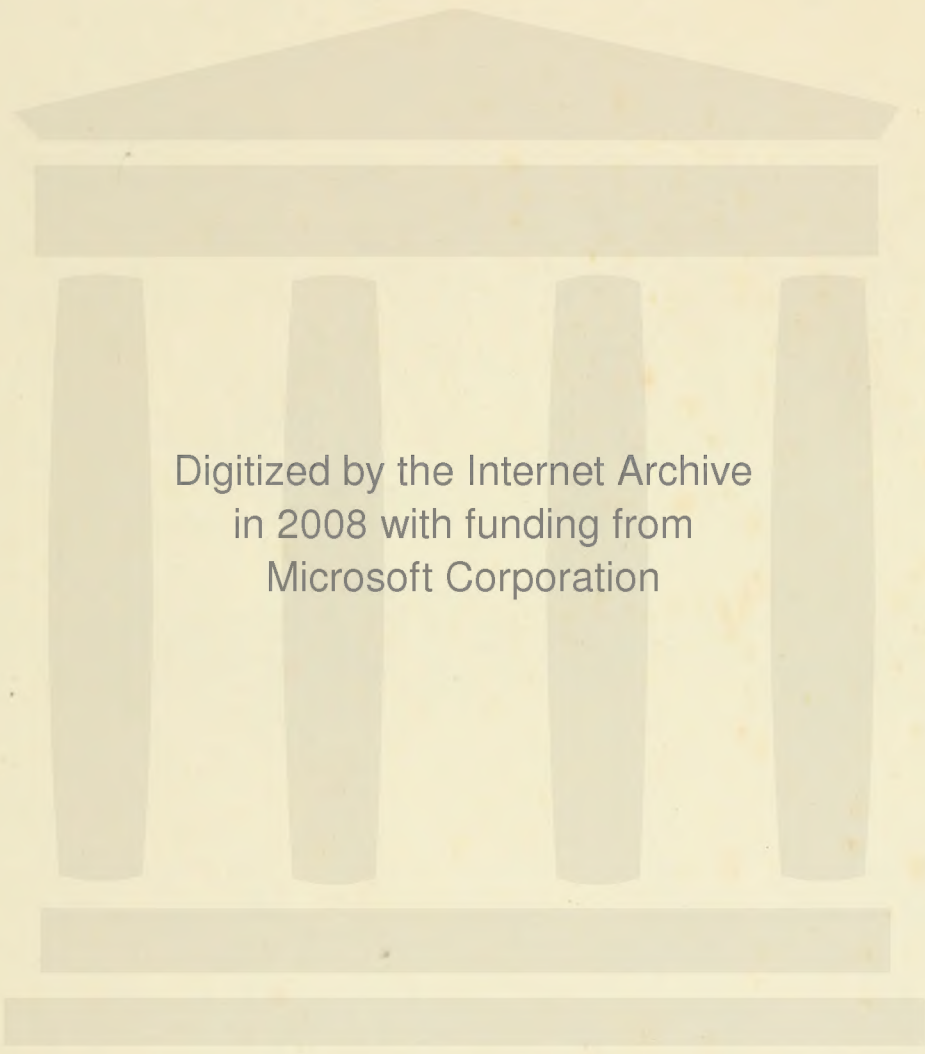 Digitized by the Internet Archive
in 2008 with funding from
Microsoft Corporation